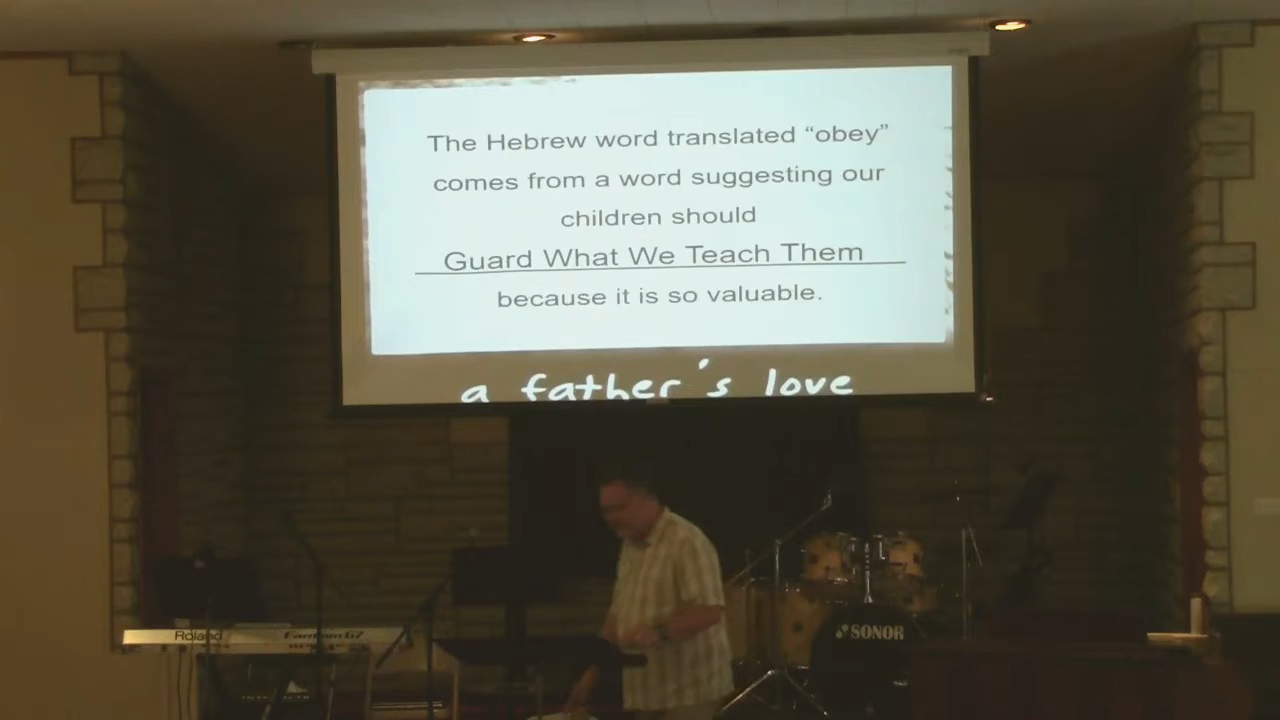 The Hebrew word translated “obey”
comes from a word suggesting our
children should
Guard What We Teach Them
because it is so valuable.
a father's love
Roland
SONOR